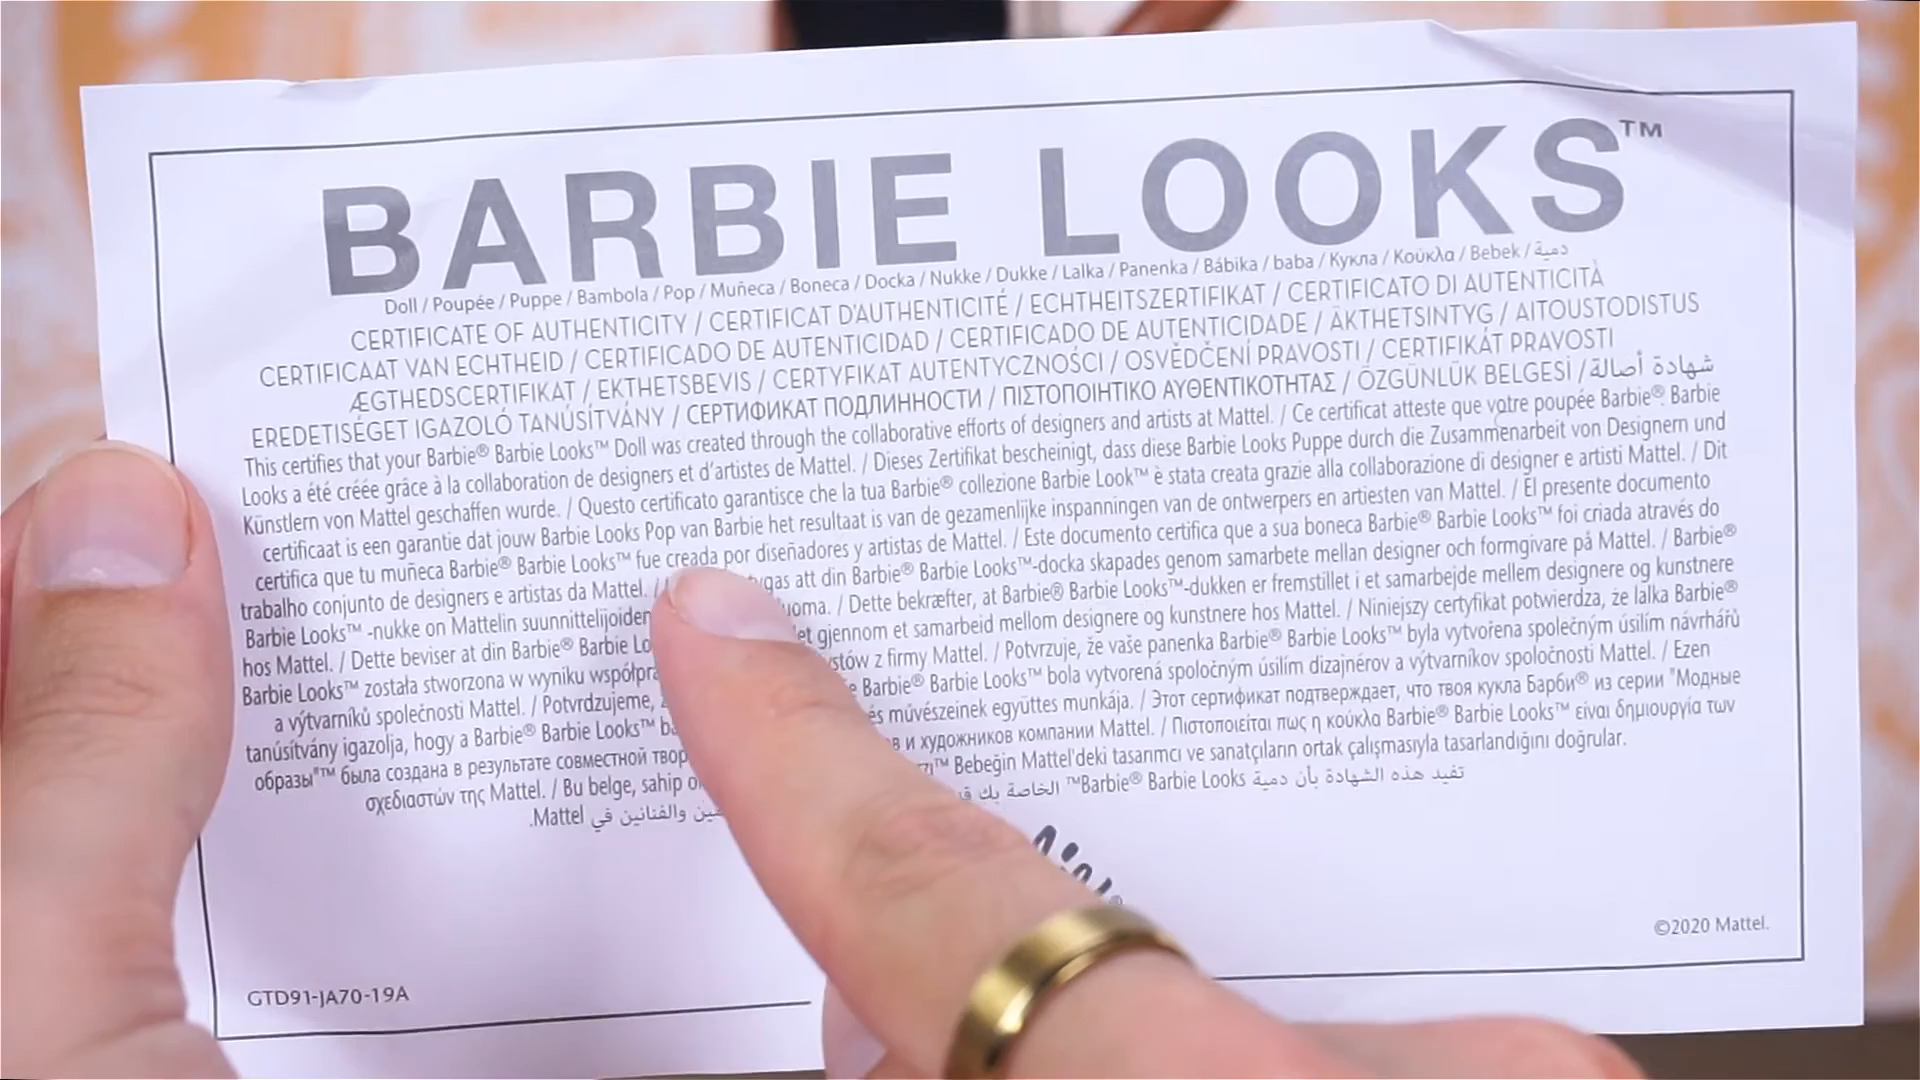 BARBIE LOOKS™
Doll / Poupée / Puppe / Bambola / Pop / Muñeca / Boneca / Docka / Nukke / Dukke / Lalka / Panenka / Bábika / baba / Кукла / Κούκλα / Bebek / دمية
CERTIFICATE OF AUTHENTICITY / CERTIFICAT D'AUTHENTICITÉ / ECHTHEITSZERTIFIKAT / CERTIFICATO DI AUTENTICITÀ
CERTIFICAAT VAN ECHTHEID / CERTIFICADO DE AUTENTICIDAD / CERTIFICADO DE AUTENTICIDADE / ÄKTHETSINTYG / AITOUSTODISTUS
ÆGTHEDSCERTIFIKAT / EKTHETSBEVIS / CERTYFIKAT AUTENTYCZNOŚCI / OSVĚDČENÍ PRAVOSTI / CERTIFIKÁT PRAVOSTI
EREDETISÉGET IGAZOLÓ TANÚSÍTVÁNY / СЕРТИФИКАТ ПОДЛИННОСТИ / ΠΙΣΤΟΠΟΙΗΤΙΚΟ ΑΥΘΕΝΤΙΚΟΤΗΤΑΣ / ÖZGÜNLÜK BELGESİ / شهادة أصالة
This certifies that your Barbie® Barbie Looks™ Doll was created through the collaborative efforts of designers and artists at Mattel. / Ce certificat atteste que votre poupée Barbie® Barbie
Looks a été créée grâce à la collaboration de designers et d'artistes de Mattel. / Dieses Zertifikat bescheinigt, dass diese Barbie Looks Puppe durch die Zusammenarbeit von Designern und
Künstlern von Mattel geschaffen wurde. / Questo certificato garantisce che la tua Barbie® collezione Barbie Look™ è stata creata grazie alla collaborazione di designer e artisti Mattel. / Dit
certificaat is een garantie dat jouw Barbie Looks Pop van Barbie het resultaat is van de gezamenlijke inspanningen van de ontwerpers en artiesten van Mattel. / El presente documento
certifica que tu muñeca Barbie® Barbie Looks™ fue creada por diseñadores y artistas de Mattel. / Este documento certifica que a sua boneca Barbie® Barbie Looks™ foi criada através do
trabalho conjunto de designers e artistas da Mattel. / att din Barbie® Barbie Looks™-docka skapades genom samarbete mellan designer och formgivare på Mattel. / Barbie®
Barbie Looks™ -nukke on Mattelin suunnittelijoiden / Dette bekræfter, at Barbie® Barbie Looks™-dukken er fremstillet i et samarbejde mellem designere og kunstnere
hos Mattel. / Dette beviser at din Barbie® Barbie gjennom et samarbeid mellom designere og kunstnere hos Mattel. / Niniejszy certyfikat potwierdza, że lalka Barbie®
Barbie Looks™ została stworzona w wyniku z firmy Mattel. / Potvrzuje, že vaše panenka Barbie® Barbie Looks™ byla vytvořena společným úsilím návrhářů
a výtvarníků společnosti Mattel. / Potvrdzujeme, Barbie® Barbie Looks™ bola vytvorená spoločným úsilím dizajnérov a výtvarníkov spoločnosti Mattel. / Ezen
tanúsítvány igazolja, hogy a Barbie® Barbie Looks™ és művészeinek együttes munkája. / Этот сертификат подтверждает, что твоя кукла Барби® из серии "Модные
образы"™ была создана в результате совместной и художников компании Mattel. / Πιστοποιείται πως η κούκλα Barbie® Barbie Looks™ είναι δημιουργία των
σχεδιαστών της Mattel. / Bu belge, sahip Bebeğin Mattel'deki tasarımcı ve sanatçıların ortak çalışmasıyla tasarlandığını doğrular.
تفيد هذه الشهادة بأن دمية Barbie® Barbie Looks™ الخاصة بك
والفنانين في Mattel.
©2020 Mattel.
GTD91-JA70-19A